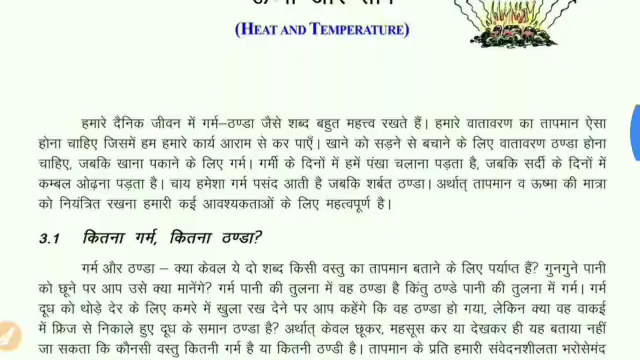 ऊष्मा और ताप
(HEAT AND TEMPERATURE)
हमारे दैनिक जीवन में गर्म–ठण्डा जैसे शब्द बहुत महत्त्व रखते हैं। हमारे वातावरण का तापमान ऐसा
होना चाहिए जिसमें हम हमारे कार्य आराम से कर पाएँ। खाने को सड़ने से बचाने के लिए वातावरण ठण्डा होना
चाहिए, जबकि खाना पकाने के लिए गर्म। गर्मी के दिनों में हमें पंखा चलाना पड़ता है, जबकि सर्दी के दिनों में
कम्बल ओढ़ना पड़ता है। चाय हमेशा गर्म पसंद आती है जबकि शर्बत ठण्डा। अर्थात् तापमान व ऊष्मा की मात्रा
को नियंत्रित रखना हमारी कई आवश्यकताओं के लिए महत्वपूर्ण है।
3.1 कितना गर्म, कितना ठण्डा?
गर्म और ठण्डा – क्या केवल ये दो शब्द किसी वस्तु का तापमान बताने के लिए पर्याप्त हैं? गुनगुने पानी
को छूने पर आप उसे क्या मानेंगे? गर्म पानी की तुलना में वह ठण्डा है किंतु ठण्डे पानी की तुलना में गर्म। गर्म
दूध को थोड़े देर के लिए कमरे में खुला रख देने पर आप कहेंगे कि वह ठण्डा हो गया, लेकिन क्या वह वाकई
में फ्रिज से निकाले हुए दूध के समान ठण्डा है? अर्थात् केवल छूकर, महसूस कर या देखकर ही यह बताया नहीं
जा सकता कि कौनसी वस्तु कितनी गर्म है या कितनी ठण्डी है। तापमान के प्रति हमारी संवेदनशीलता भरोसेमंद